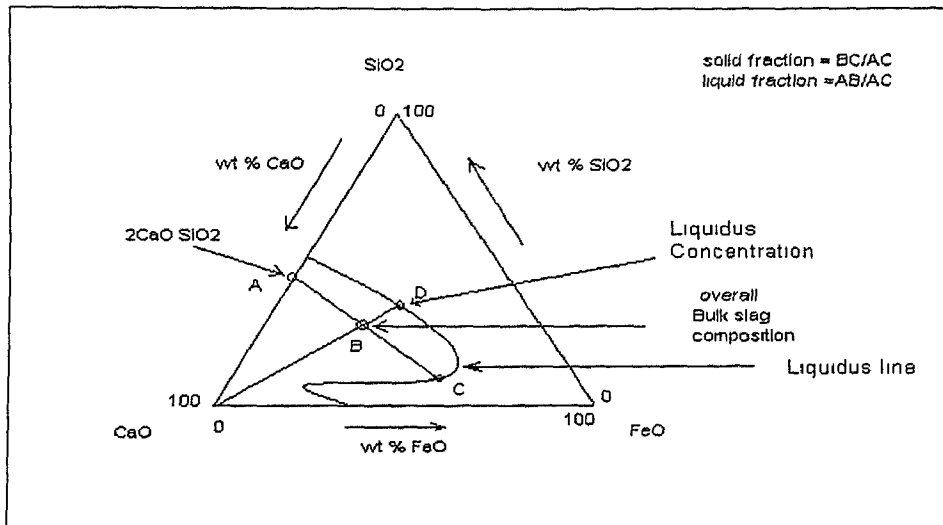 solid fraction = BC/AC
liquid fraction =AB/AC
SiO2
0 100
wt % CaO
wt % SiO2
2CaO SiO2
Liquidus
Concentration
A
D
overall
Bulk slag
composition
B
Liquidus line
C
100
0
0
100
CaO
wt % FeO
FeO